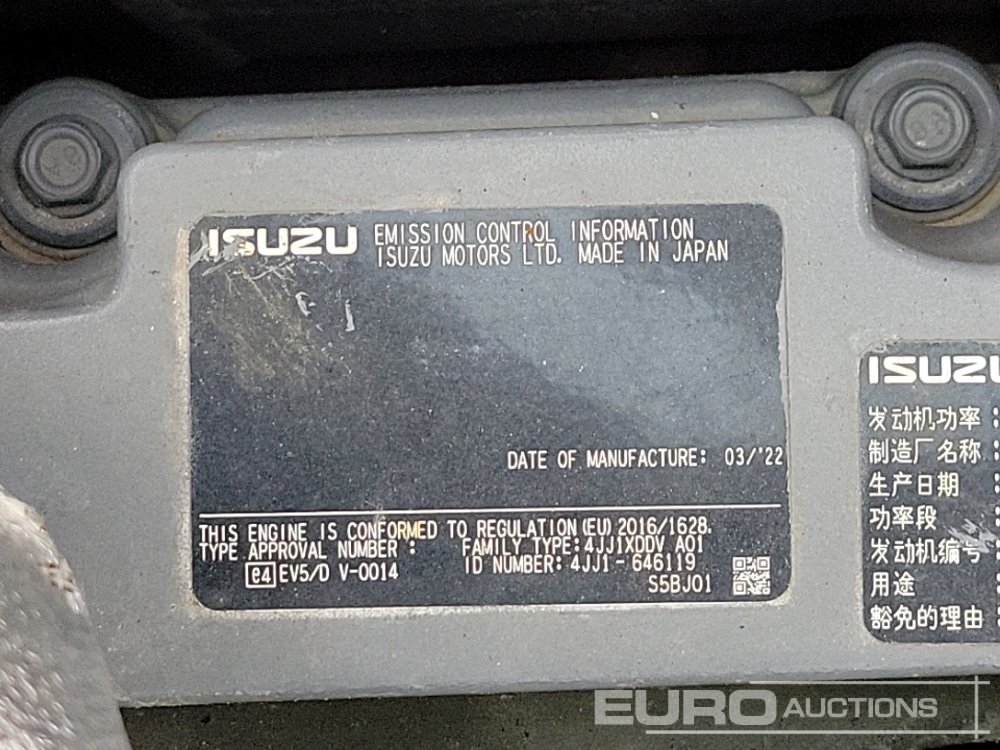 ISUZU EMISSION CONTROL INFORMATION
ISUZU MOTORS LTD. MADE IN JAPAN
DATE OF MANUFACTURE: 03/'22
THIS ENGINE IS CONFORMED TO REGULATION (EU) 2016/1628.
TYPE APPROVAL NUMBER : FAMILY TYPE: 4JJ1XDDV A01
e4 EV5/D V-0014 ID NUMBER: 4JJ1-646119
S5BJ01
ISUZU
发动机功率:
制造厂名称:
生产日期 :
功率段 :
发动机编号:
用途 :
豁免的理由:
EURO AUCTIONS